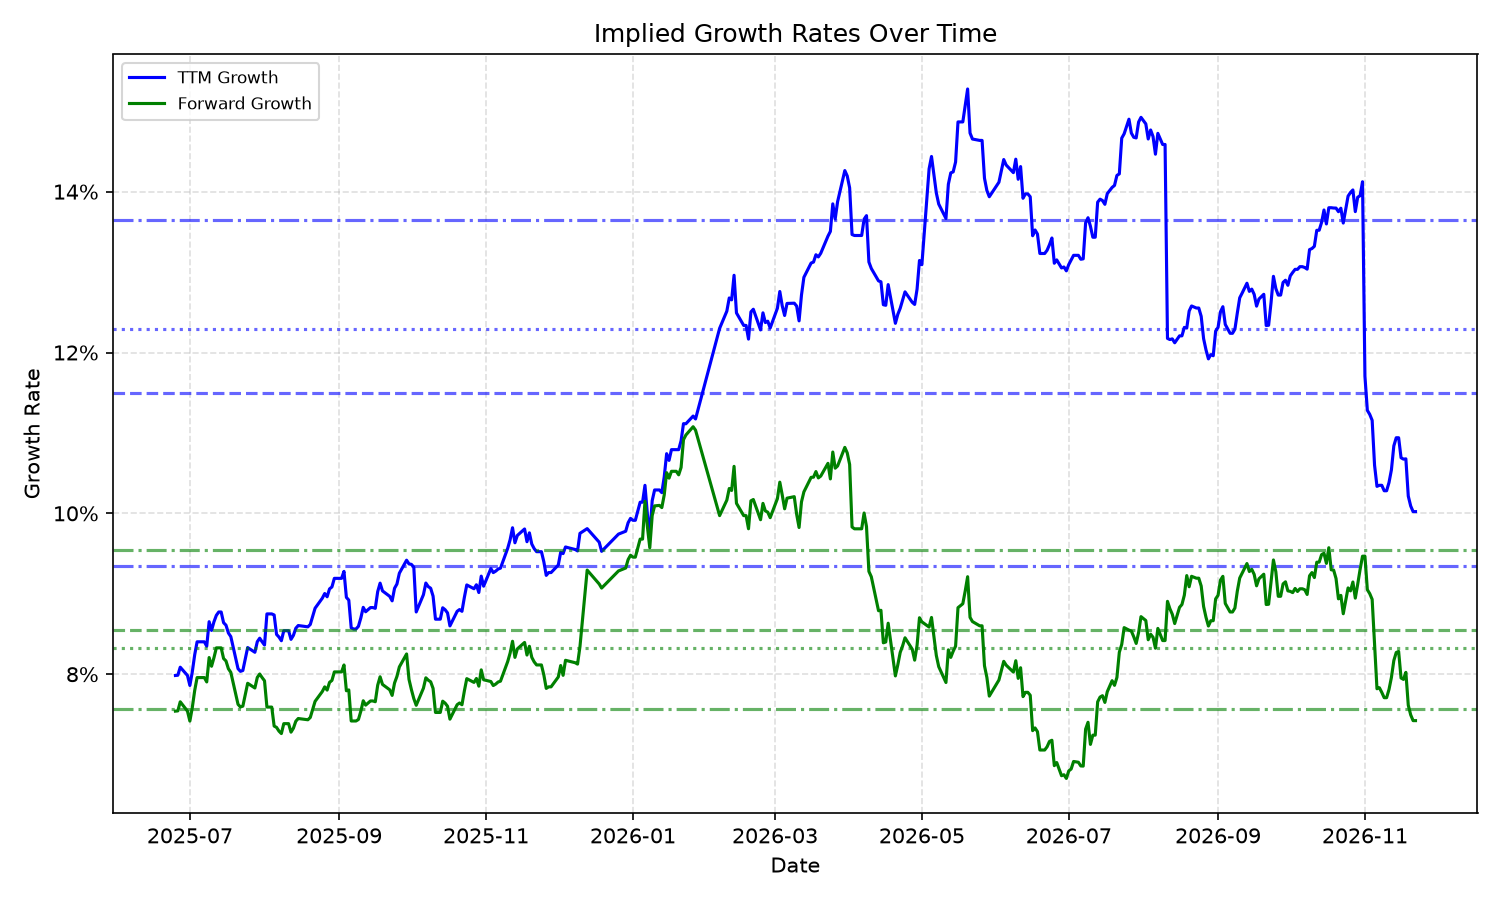 Implied Growth Rates Over Time
TTM Growth
Forward Growth
14%
12%
10%
8%
Growth Rate
2025-07
2025-09
2025-11
2026-01
2026-03
2026-05
2026-07
2026-09
2026-11
Date